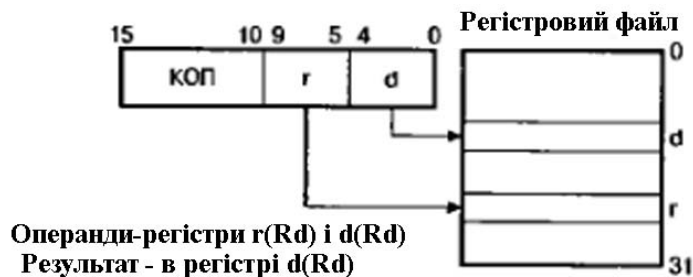 Регістровий файл
15 10 9 5 4 0
КОП r d
0
d
r
31
Операнди-регістри r(Rd) і d(Rd)
Результат - в регістрі d(Rd)